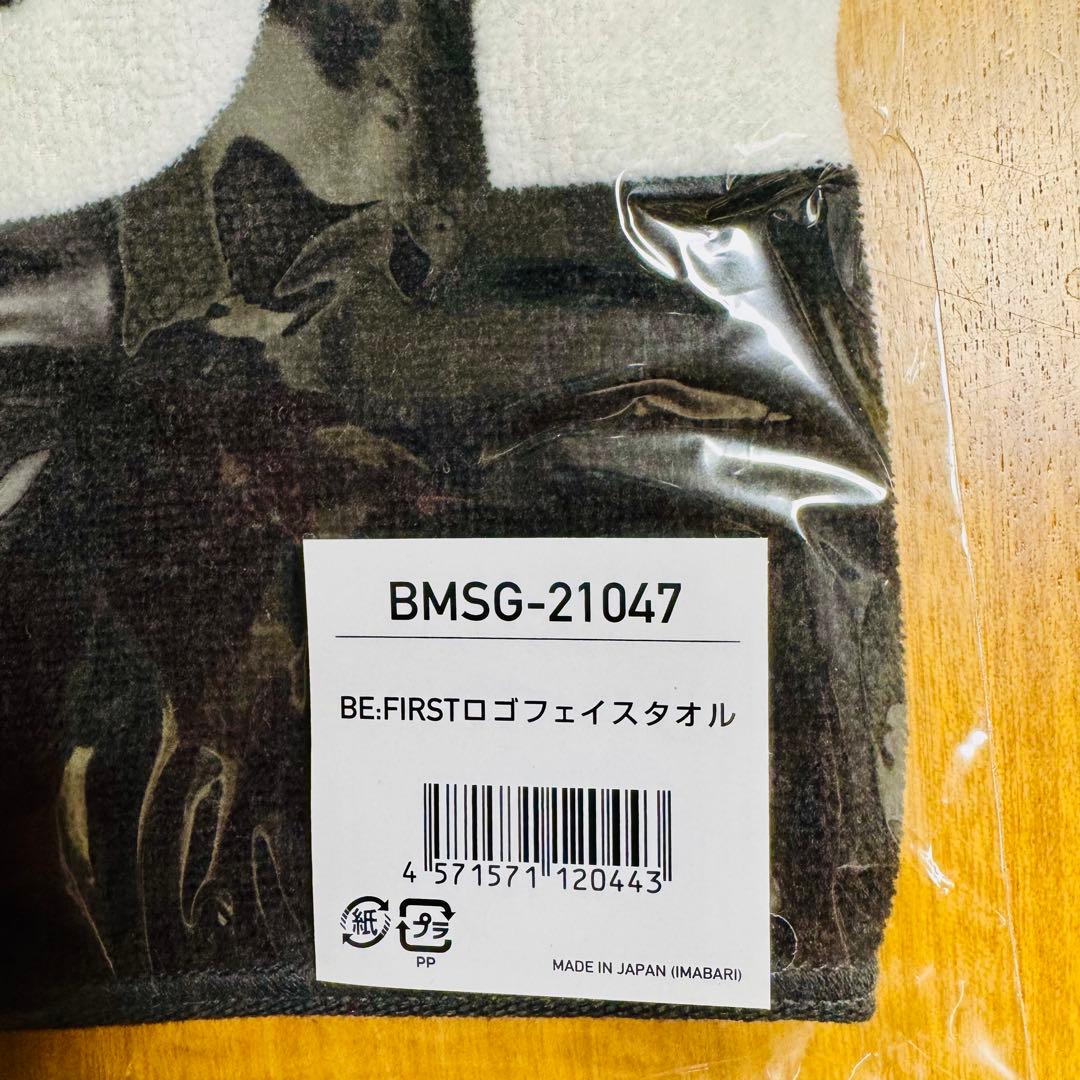 BMSG-21047
BE:FIRSTロゴフェイスタオル
4 571571 120443
紙 プラ
PP
MADE IN JAPAN (IMABARI)